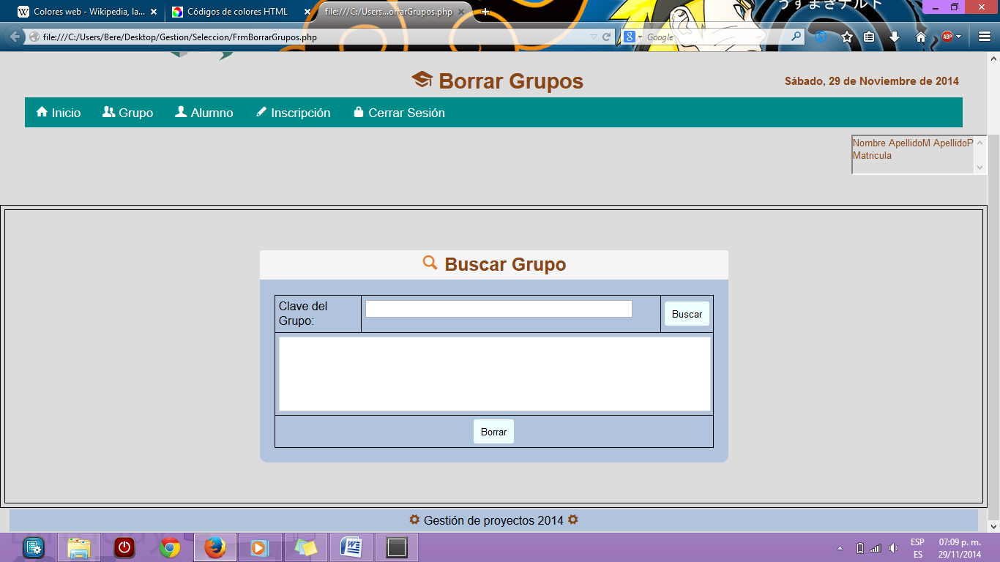 うずまきナルト
Colores web - Wikipedia, la...
Códigos de colores HTML
file:///C:/Users...orrarGrupos.php
file:///C:/Users/Bere/Desktop/Gestion/Seleccion/FrmBorrarGrupos.php
Google
ABP
Borrar Grupos
Sábado, 29 de Noviembre de 2014
Inicio Grupo Alumno Inscripción Cerrar Sesión
Nombre ApellidoM ApellidoP
Matricula
Buscar Grupo
Clave del
Grupo:
Buscar
Borrar
Gestión de proyectos 2014
ESP
ES
07:09 p. m.
29/11/2014